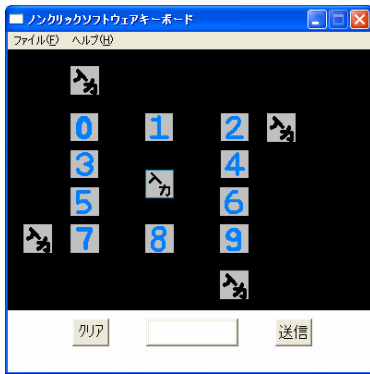 ノンクリックソフトウェアキーボード
ファイル(F) ヘルプ(H)
入力
0 1 2 入力
3 4
入力
5 6
入力 7 8 9
入力
クリア 送信